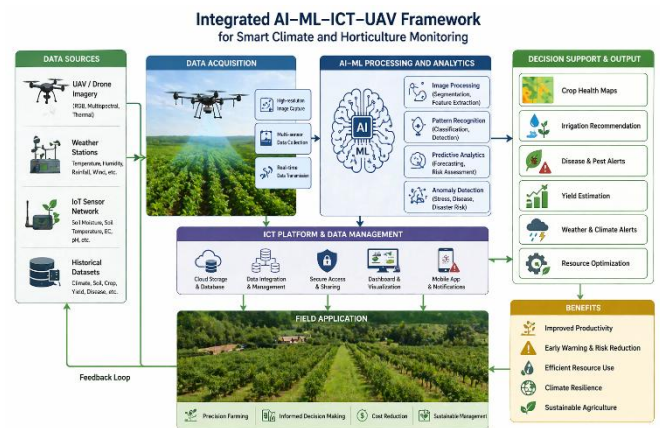 Integrated AI–ML–ICT–UAV Framework
for Smart Climate and Horticulture Monitoring
DATA SOURCES
UAV / Drone
Imagery
(RGB, Multispectral,
Thermal)
Weather
Stations
Temperature, Humidity,
Rainfall, Wind, etc.
IoT Sensor
Network
Soil Moisture, Soil
Temperature, EC,
pH, etc.
Historical
Datasets
Climate, Soil, Crop,
Yield, Disease, etc.
DATA ACQUISITION
High-resolution
Image Capture
Multi-sensor
Data Collection
Real-time
Data Transmission
AI–ML PROCESSING AND ANALYTICS
AI
ML
Image Processing
(Segmentation,
Feature Extraction)
Pattern Recognition
(Classification,
Detection)
Predictive Analytics
(Forecasting,
Risk Assessment)
Anomaly Detection
(Stress, Disease,
Disaster Risk)
DECISION SUPPORT & OUTPUT
Crop Health Maps
Irrigation Recommendation
Disease & Pest Alerts
Yield Estimation
Weather & Climate Alerts
Resource Optimization
ICT PLATFORM & DATA MANAGEMENT
Cloud Storage
& Database
Data Integration
& Management
Secure Access
& Sharing
Dashboard &
Visualization
Mobile App
& Notifications
FIELD APPLICATION
Precision Farming
Informed Decision Making
Cost Reduction
Sustainable Management
BENEFITS
Improved Productivity
Early Warning & Risk Reduction
Efficient Resource Use
Climate Resilience
Sustainable Agriculture
Feedback Loop